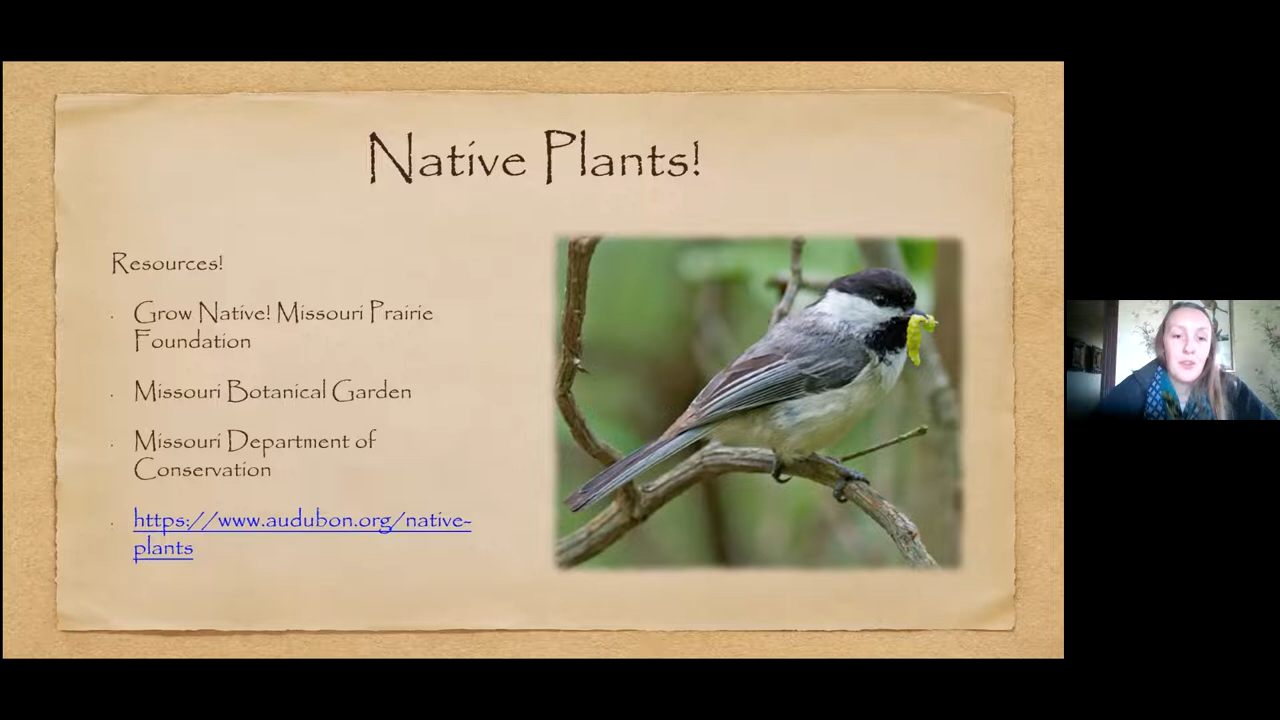 Native Plants!
Resources!
Grow Native! Missouri Prairie
Foundation
Missouri Botanical Garden
Missouri Department of
Conservation
https://www.audubon.org/native-
plants